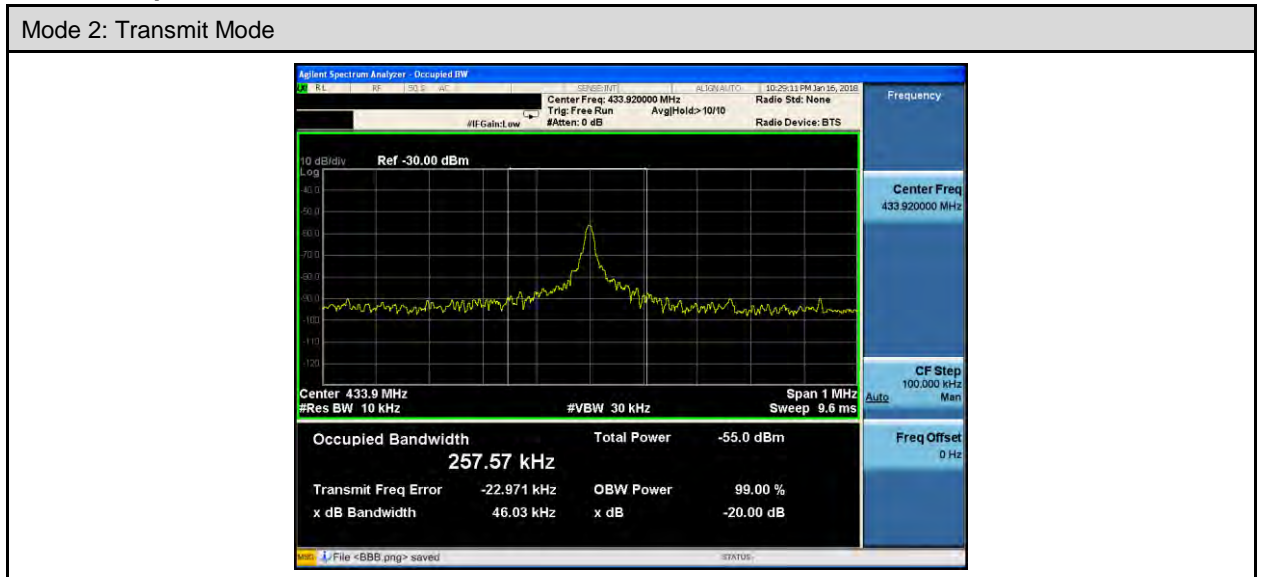 Mode 2: Transmit Mode
Agilent Spectrum Analyzer - Occupied BW
RL RF 50 Ω AC SENSE:INT ALIGN AUTO 10:29:11 PM Jan 16, 2018
Center Freq: 433.920000 MHz Radio Std: None
Trig: Free Run Avg|Hold:>10/10
#IFGain:Low #Atten: 0 dB Radio Device: BTS
Frequency
10 dB/div Ref -30.00 dBm
Log
-40.0
-50.0
-60.0
-70.0
-80.0
-90.0
-100
-110
-120
Center 433.9 MHz Span 1 MHz
#Res BW 10 kHz #VBW 30 kHz Sweep 9.6 ms
Center Freq
433.920000 MHz
CF Step
100.000 kHz
Auto Man
Freq Offset
0 Hz
Occupied Bandwidth Total Power -55.0 dBm
257.57 kHz
Transmit Freq Error -22.971 kHz OBW Power 99.00 %
x dB Bandwidth 46.03 kHz x dB -20.00 dB
MSG File <BBB.png> saved STATUS